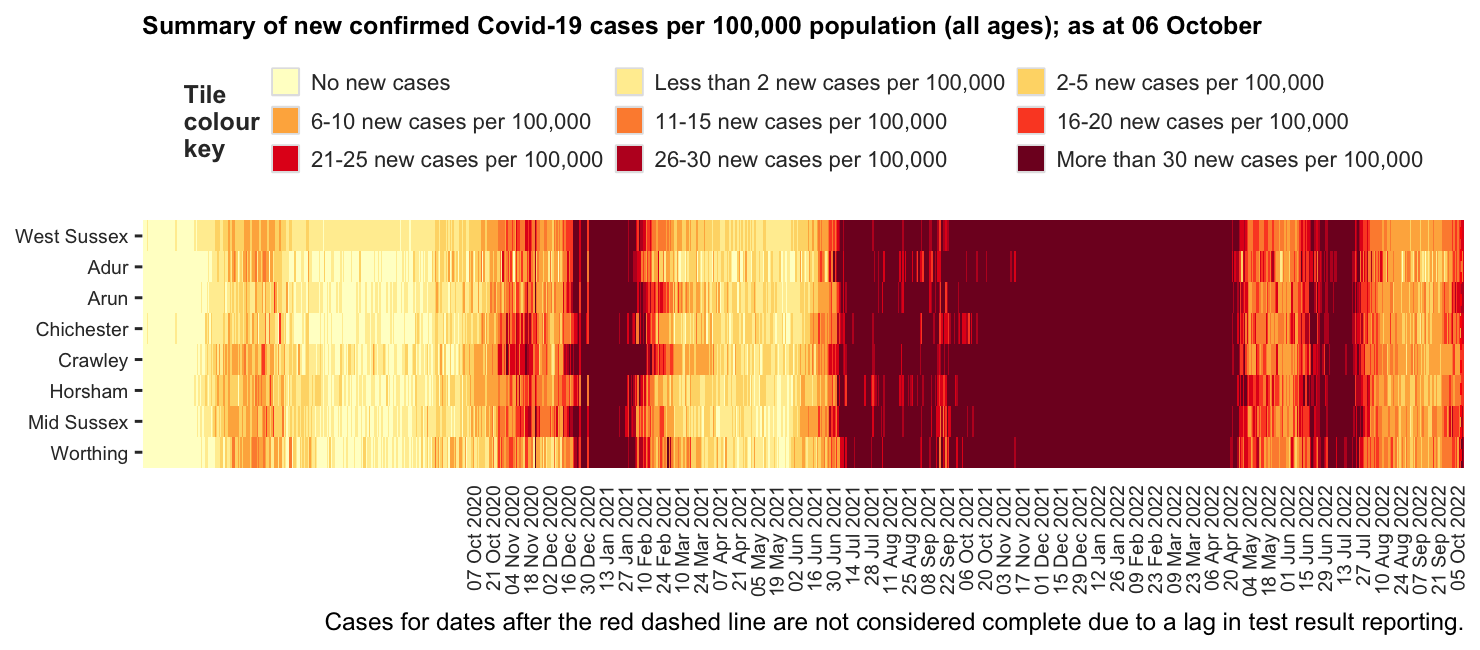 Summary of new confirmed Covid-19 cases per 100,000 population (all ages); as at 06 October
Tile
colour
key
No new cases
Less than 2 new cases per 100,000
2-5 new cases per 100,000
6-10 new cases per 100,000
11-15 new cases per 100,000
16-20 new cases per 100,000
21-25 new cases per 100,000
26-30 new cases per 100,000
More than 30 new cases per 100,000
West Sussex
Adur
Arun
Chichester
Crawley
Horsham
Mid Sussex
Worthing
07 Oct 2020
21 Oct 2020
04 Nov 2020
18 Nov 2020
02 Dec 2020
16 Dec 2020
30 Dec 2020
13 Jan 2021
27 Jan 2021
10 Feb 2021
24 Feb 2021
10 Mar 2021
24 Mar 2021
07 Apr 2021
21 Apr 2021
05 May 2021
19 May 2021
02 Jun 2021
16 Jun 2021
30 Jun 2021
14 Jul 2021
28 Jul 2021
11 Aug 2021
25 Aug 2021
08 Sep 2021
22 Sep 2021
06 Oct 2021
20 Oct 2021
03 Nov 2021
17 Nov 2021
01 Dec 2021
15 Dec 2021
29 Dec 2021
12 Jan 2022
26 Jan 2022
09 Feb 2022
23 Feb 2022
09 Mar 2022
23 Mar 2022
06 Apr 2022
20 Apr 2022
04 May 2022
18 May 2022
01 Jun 2022
15 Jun 2022
29 Jun 2022
13 Jul 2022
27 Jul 2022
10 Aug 2022
24 Aug 2022
07 Sep 2022
21 Sep 2022
05 Oct 2022
Cases for dates after the red dashed line are not considered complete due to a lag in test result reporting.